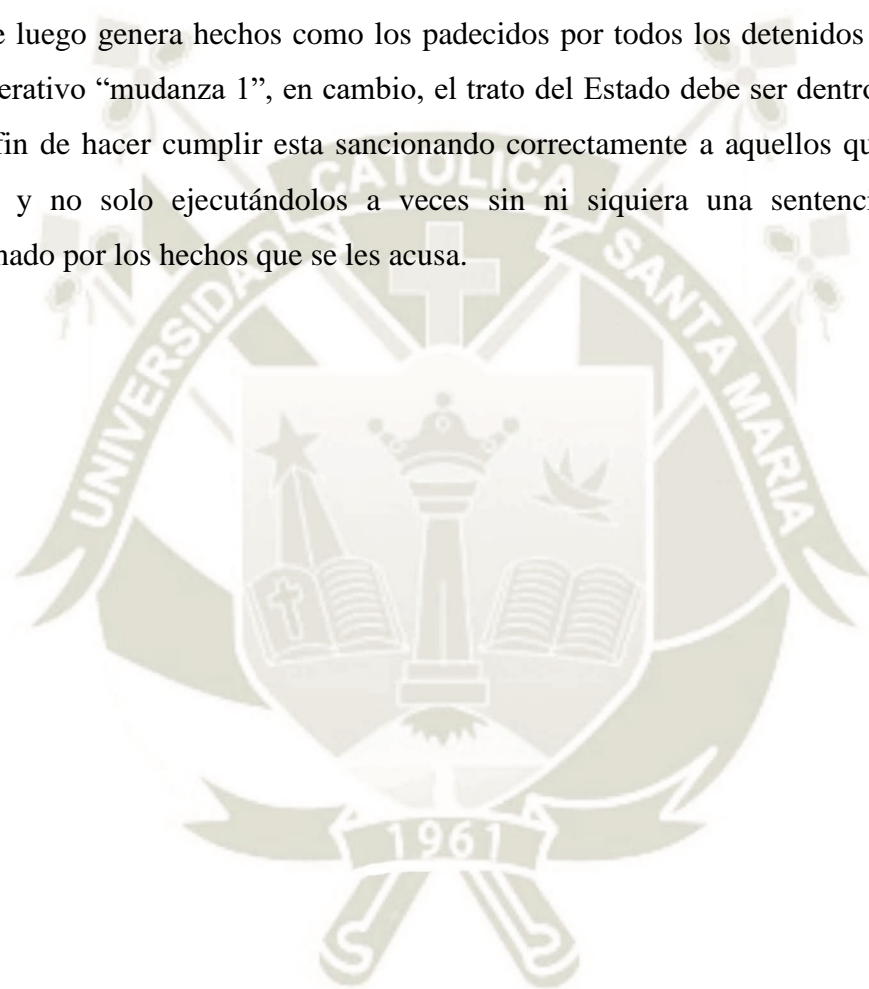 e luego genera hechos como los padecidos por todos los detenidos
erativo “mudanza 1”, en cambio, el trato del Estado debe ser dentro
fin de hacer cumplir esta sancionando correctamente a aquellos qu
y no solo ejecutándolos a veces sin ni siquiera una sentenci
nado por los hechos que se les acusa.
UNIVERSIDAD CATOLICA SANTA MARIA
1961
S S